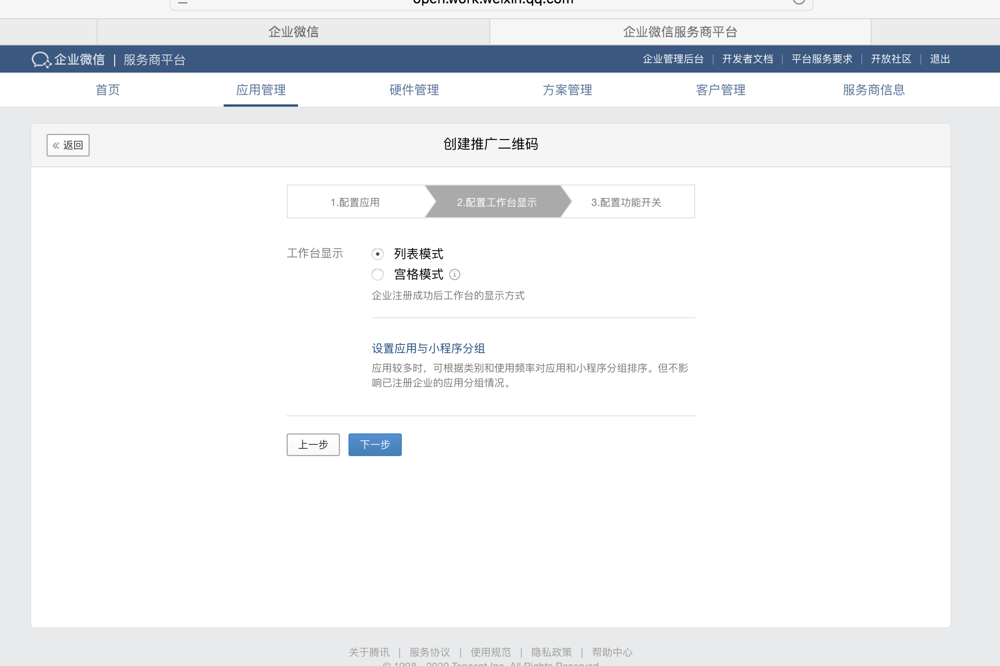 open.work.weixin.qq.com
企业微信
企业微信服务商平台
企业微信 | 服务商平台
企业管理后台 | 开发者文档 | 平台服务要求 | 开放社区 | 退出
首页
应用管理
硬件管理
方案管理
客户管理
服务商信息
« 返回
创建推广二维码
1.配置应用
2.配置工作台显示
3.配置功能开关
工作台显示
列表模式
宫格模式
企业注册成功后工作台的显示方式
设置应用与小程序分组
应用较多时，可根据类别和使用频率对应用和小程序分组排序。但不影
响已注册企业的应用分组情况。
上一步
下一步
关于腾讯 | 服务协议 | 使用规范 | 隐私政策 | 帮助中心
© 1998 - 2020 Tencent Inc. All Rights Reserved